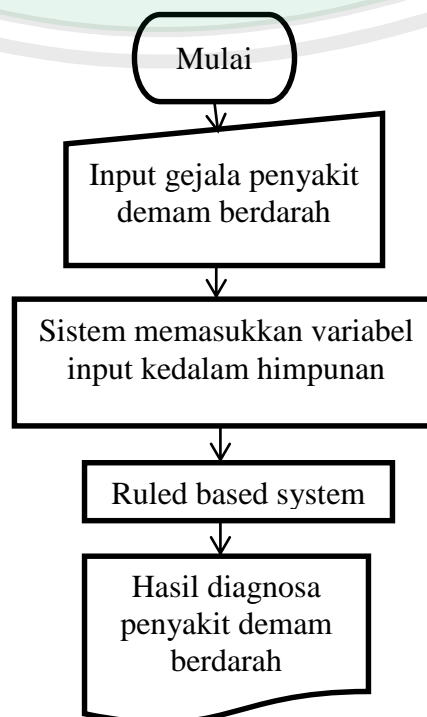 Mulai
Input gejala penyakit
demam berdarah
Sistem memasukkan variabel
input kedalam himpunan
Ruled based system
Hasil diagnosa
penyakit demam
berdarah